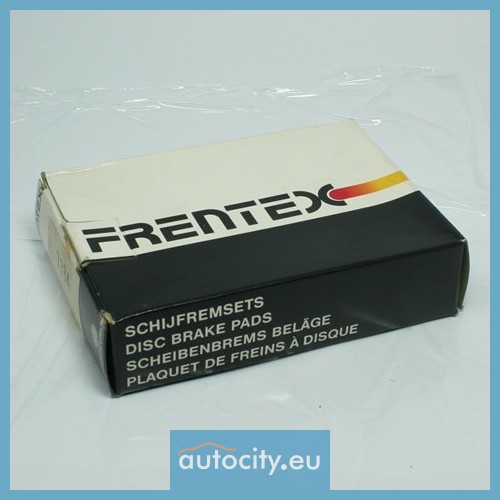 FRENTEX
SCHIJFREMSETS
DISC BRAKE PADS
SCHEIBENBREMS BELÄGE
PLAQUET DE FREINS À DISQUE
autocity.eu